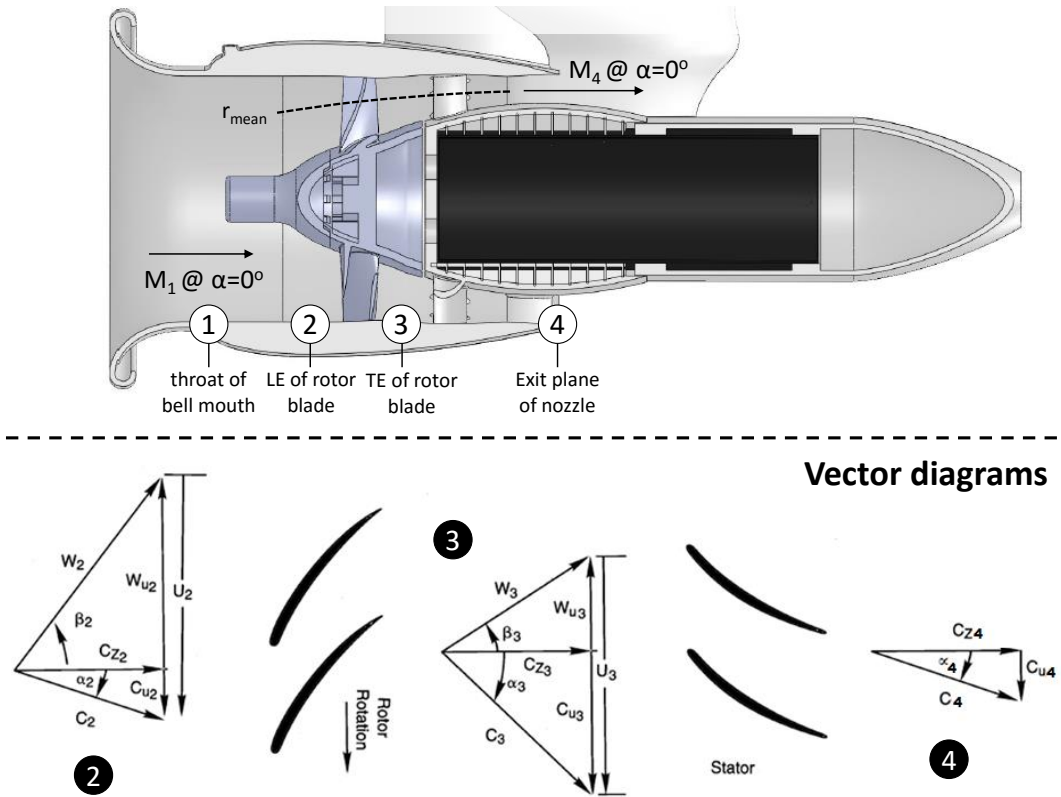 M4 @ α=0o
rmean
M1 @ α=0o
1
2
3
4
throat of
bell mouth
LE of rotor
blade
TE of rotor
blade
Exit plane
of nozzle
Vector diagrams
W2
Wu2
U2
β2
CZ2
α2
Cu2
C2
2
Rotor
Rotation
3
W3
Wu3
β3
CZ3
U3
α3
Cu3
C3
Stator
CZ4
α4
Cu4
C4
4